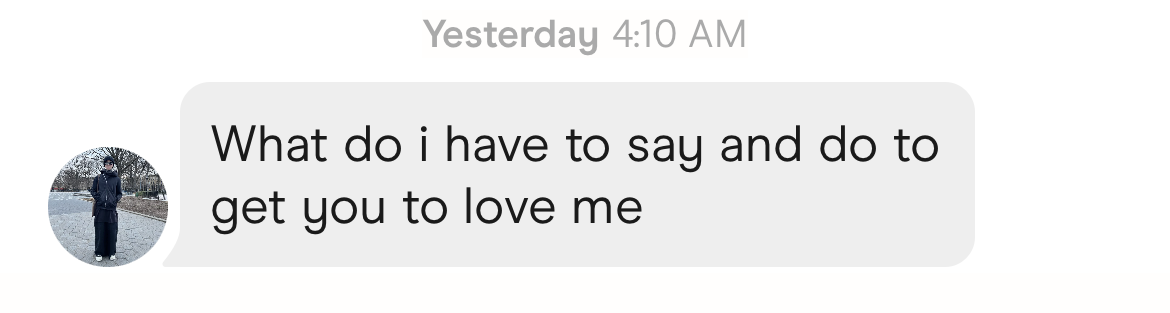 Yesterday 4:10 AM
What do i have to say and do to
get you to love me